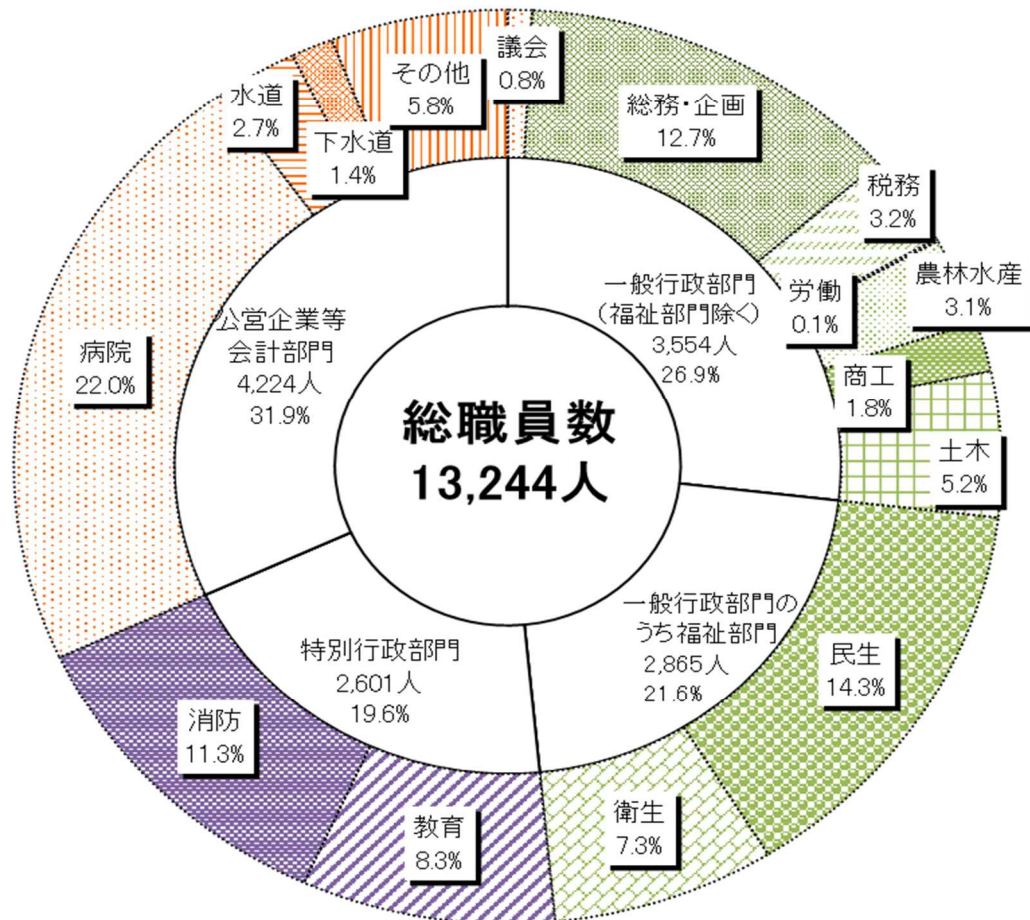 総職員数
13,244人
一般行政部門
(福祉部門除く)
3,554人
26.9%
一般行政部門の
うち福祉部門
2,865人
21.6%
特別行政部門
2,601人
19.6%
公営企業等
会計部門
4,224人
31.9%
議会
0.8%
総務・企画
12.7%
税務
3.2%
労働
0.1%
農林水産
3.1%
商工
1.8%
土木
5.2%
民生
14.3%
衛生
7.3%
教育
8.3%
消防
11.3%
病院
22.0%
水道
2.7%
下水道
1.4%
その他
5.8%